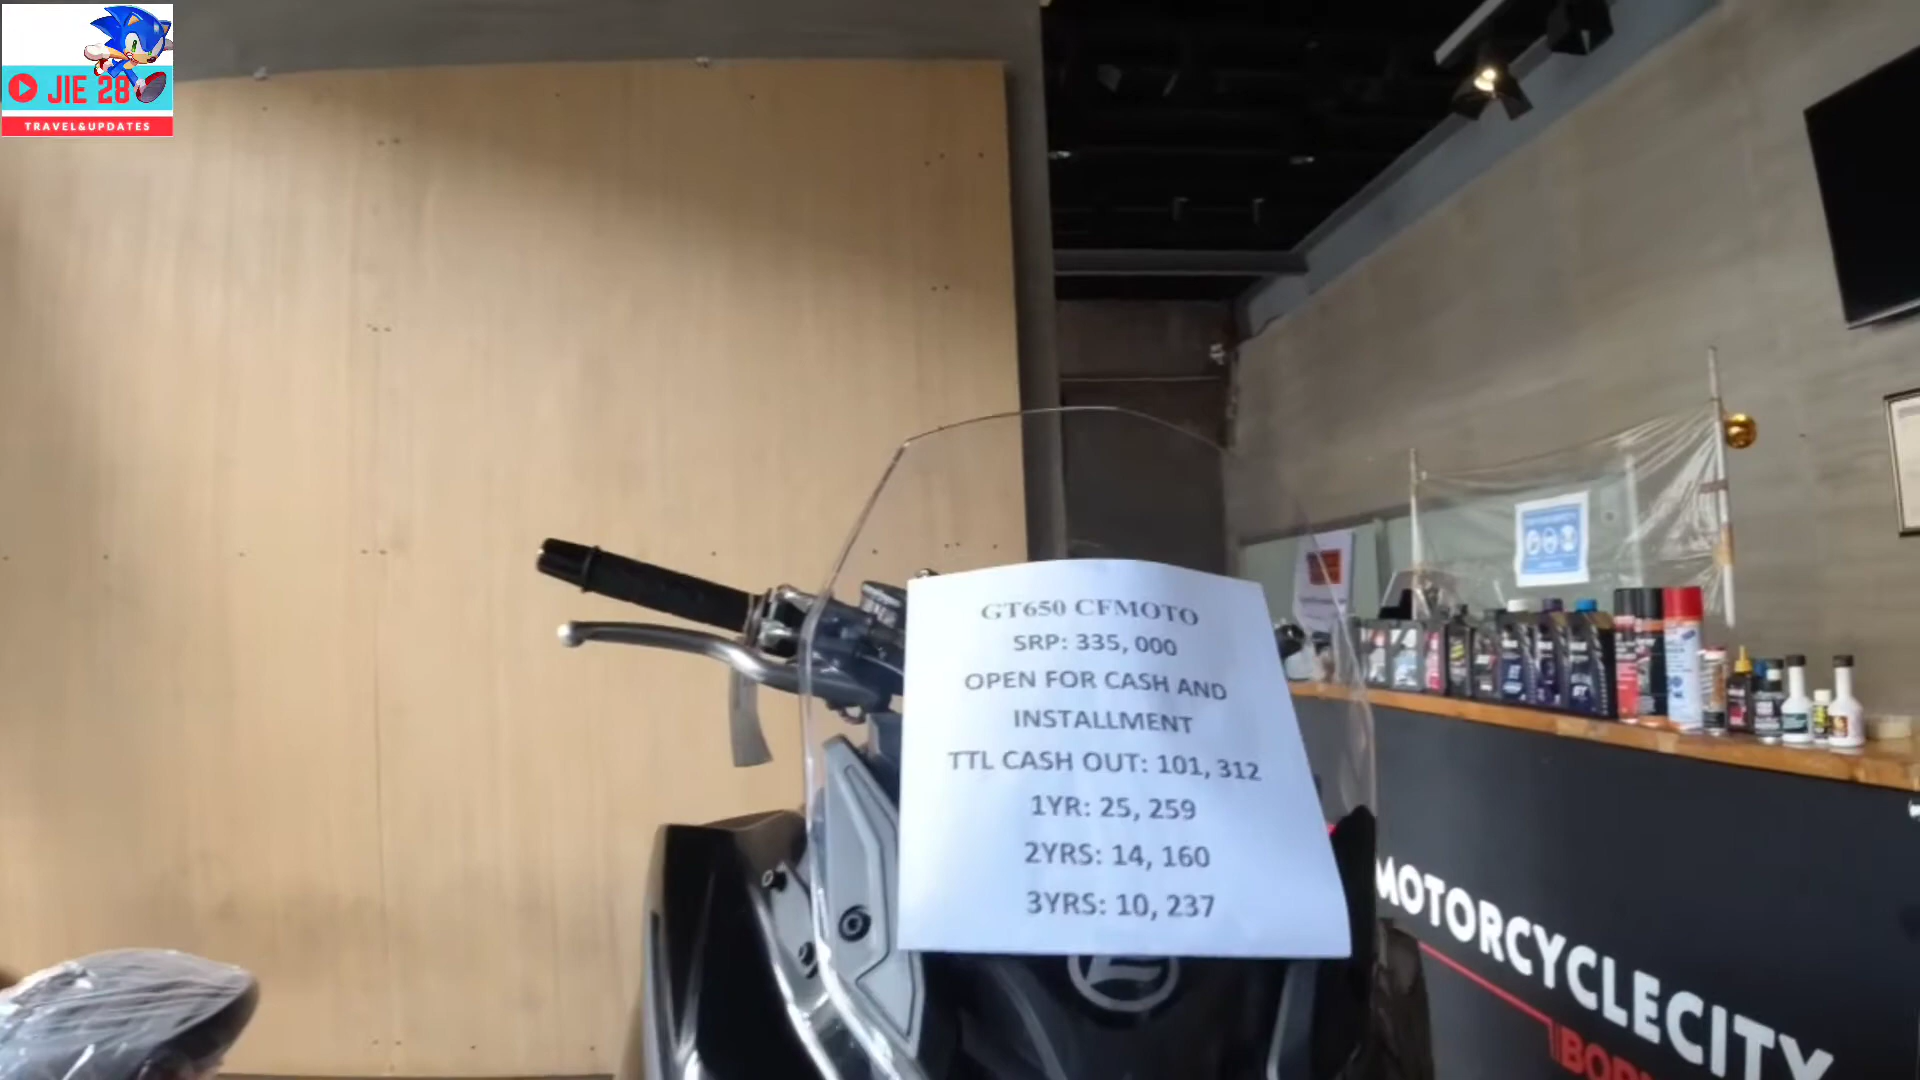 JIE 28
TRAVEL&UPDATES
GT650 CFMOTO
SRP: 335, 000
OPEN FOR CASH AND
INSTALLMENT
TTL CASH OUT: 101, 312
1YR: 25, 259
2YRS: 14, 160
3YRS: 10, 237
MOTORCYCLECITY